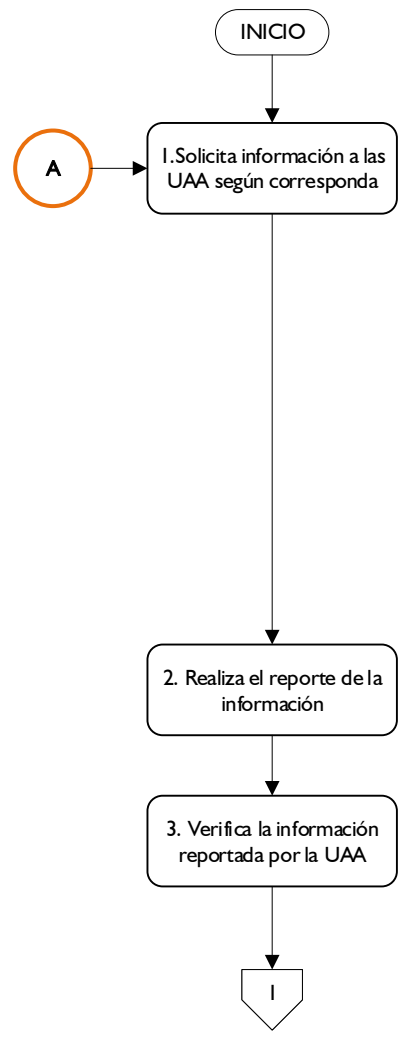 INICIO
A
1.Solicita información a las
UAA según corresponda
2. Realiza el reporte de la
información
3. Verifica la información
reportada por la UAA
1